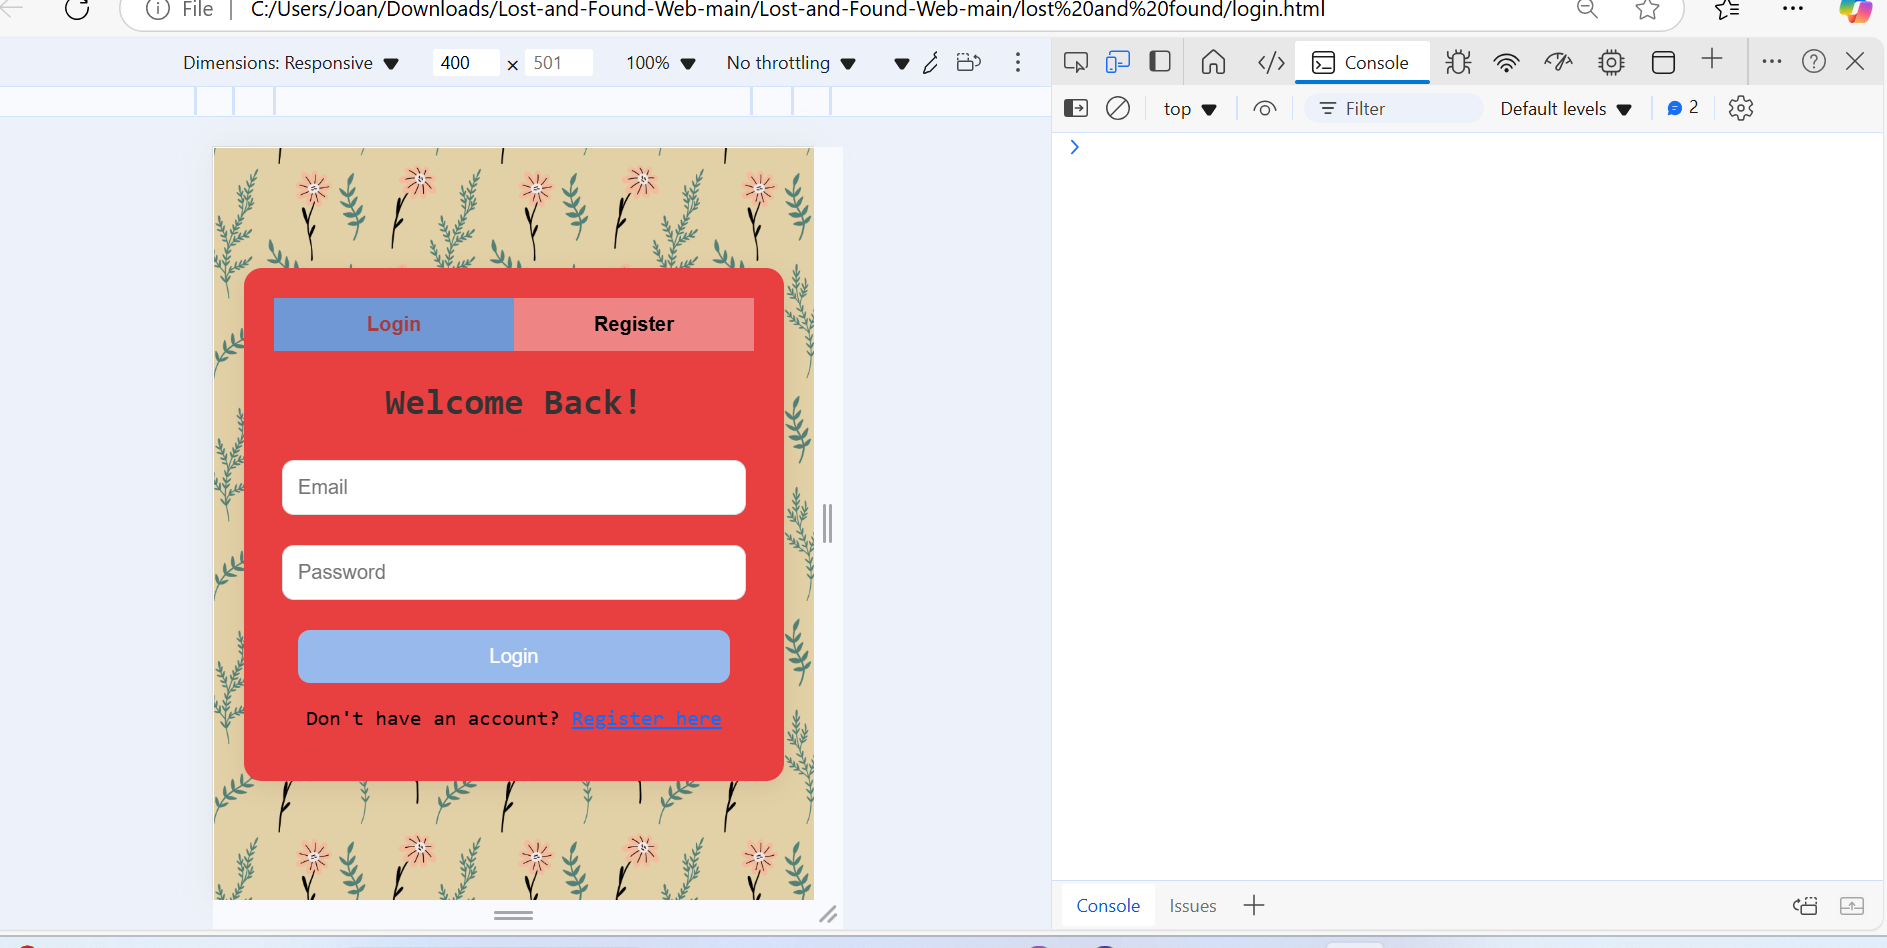 File C:/Users/Joan/Downloads/Lost-and-Found-Web-main/Lost-and-Found-Web-main/lost%20and%20found/login.html
Dimensions: Responsive 400 × 501 100% No throttling
Console
top Filter Default levels 2
Login Register
Welcome Back!
Email
Password
Login
Don't have an account? Register here
Console Issues